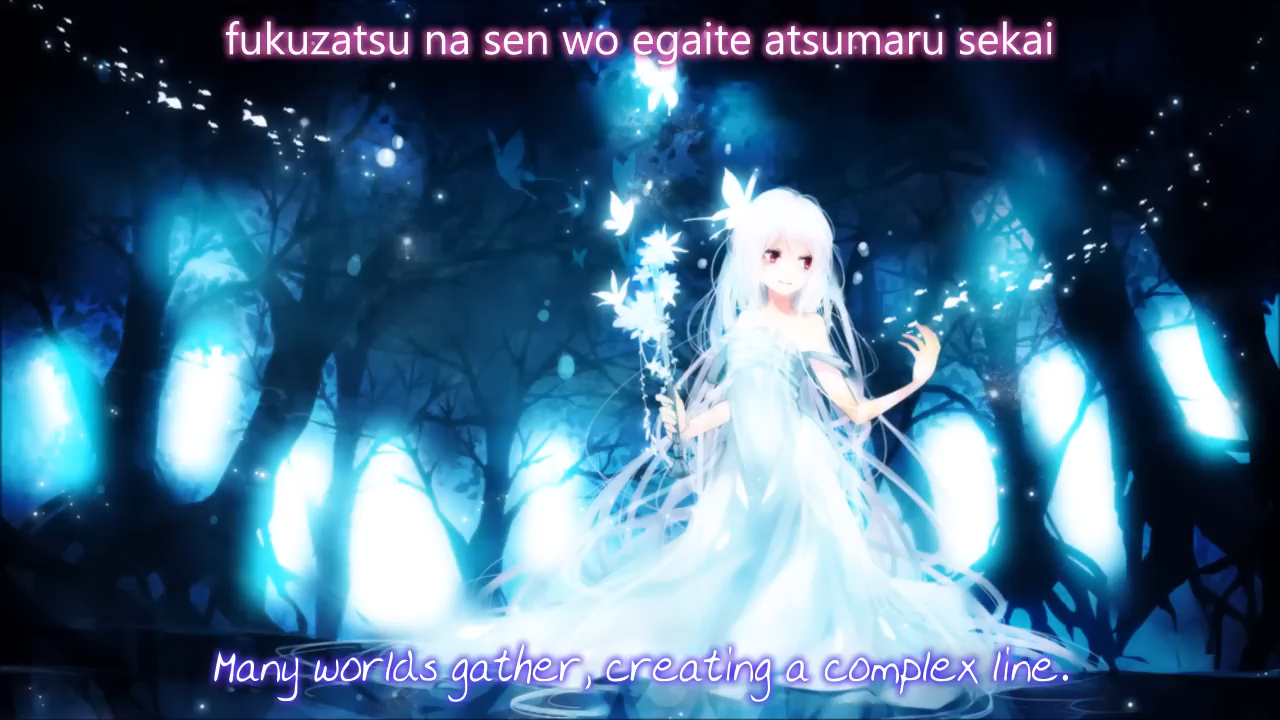 fukuzatsu na sen wo egaite atsumaru sekai
Many worlds gather, creating a complex line.